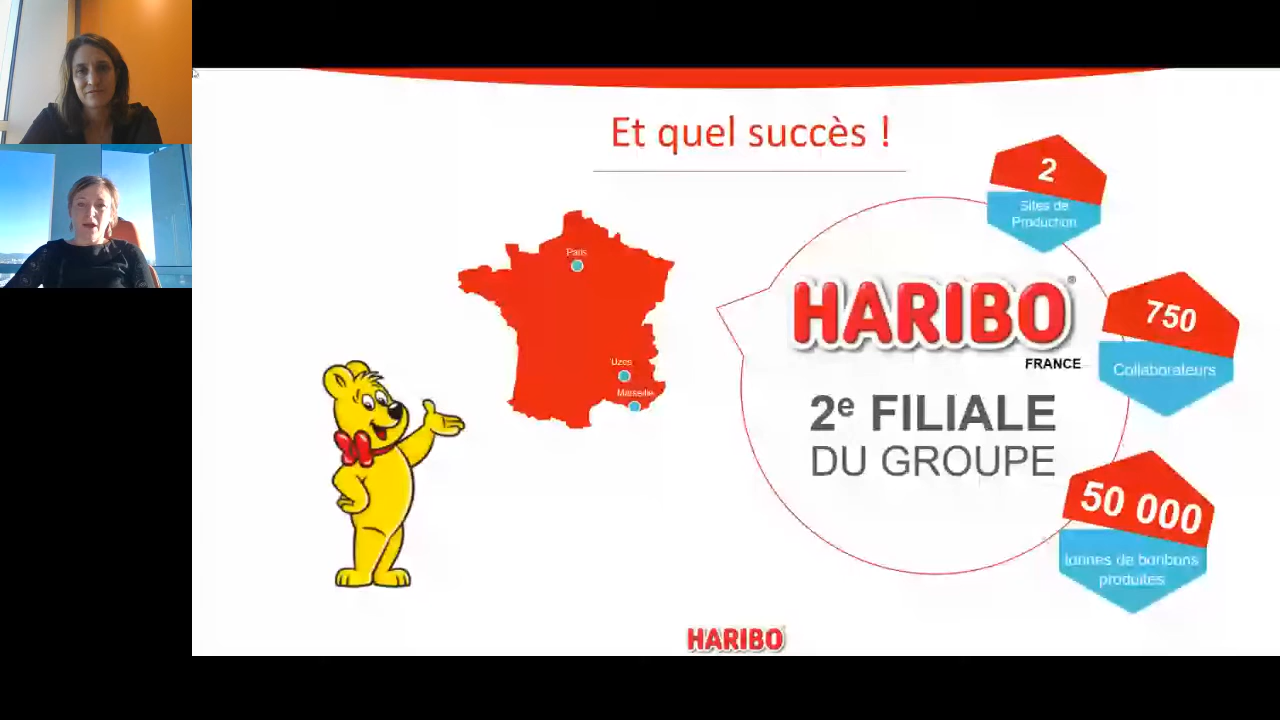 Et quel succès !
2
Sites de
Production
Paris
Uzes
Marseille
HARIBO®
FRANCE
2e FILIALE
DU GROUPE
750
Collaborateurs
50 000
tonnes de bonbons
produites
HARIBO